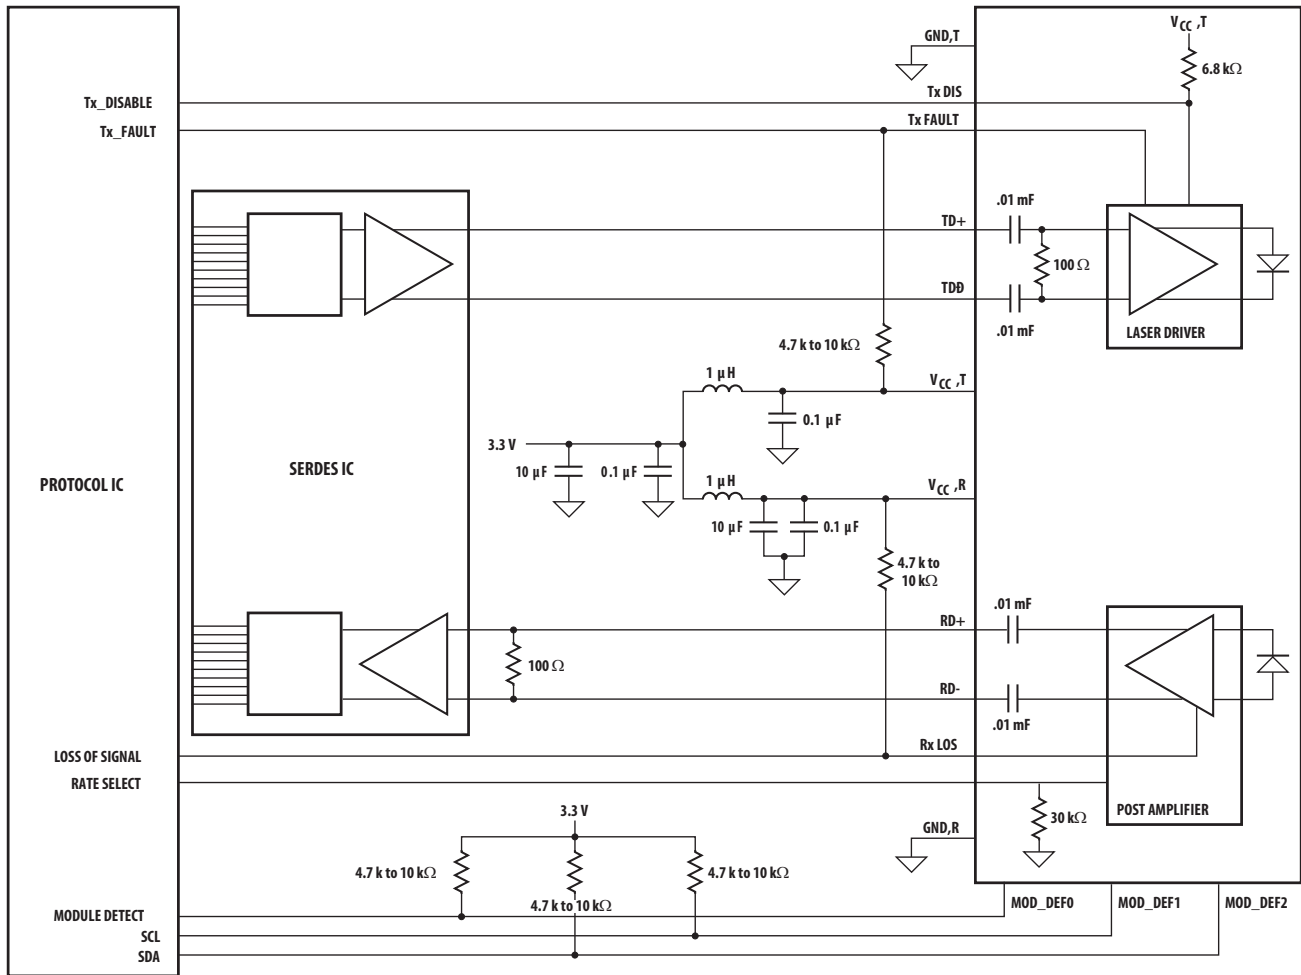 V_CC ,T
GND,T
6.8 kΩ
Tx_DISABLE
Tx DIS
Tx_FAULT
Tx FAULT
.01 mF
TD+
100 Ω
TDÐ
.01 mF
LASER DRIVER
4.7 k to 10 kΩ
1 µH
V_CC ,T
0.1 µF
3.3 V
SERDES IC
10 µF
0.1 µF
PROTOCOL IC
1 µH
V_CC ,R
10 µF
0.1 µF
4.7 k to
10 kΩ
.01 mF
RD+
100 Ω
RD-
.01 mF
LOSS OF SIGNAL
Rx LOS
RATE SELECT
3.3 V
POST AMPLIFIER
30 kΩ
GND,R
4.7 k to 10 kΩ
4.7 k to 10 kΩ
4.7 k to 10 kΩ
MODULE DETECT
MOD_DEF0
MOD_DEF1
MOD_DEF2
SCL
SDA